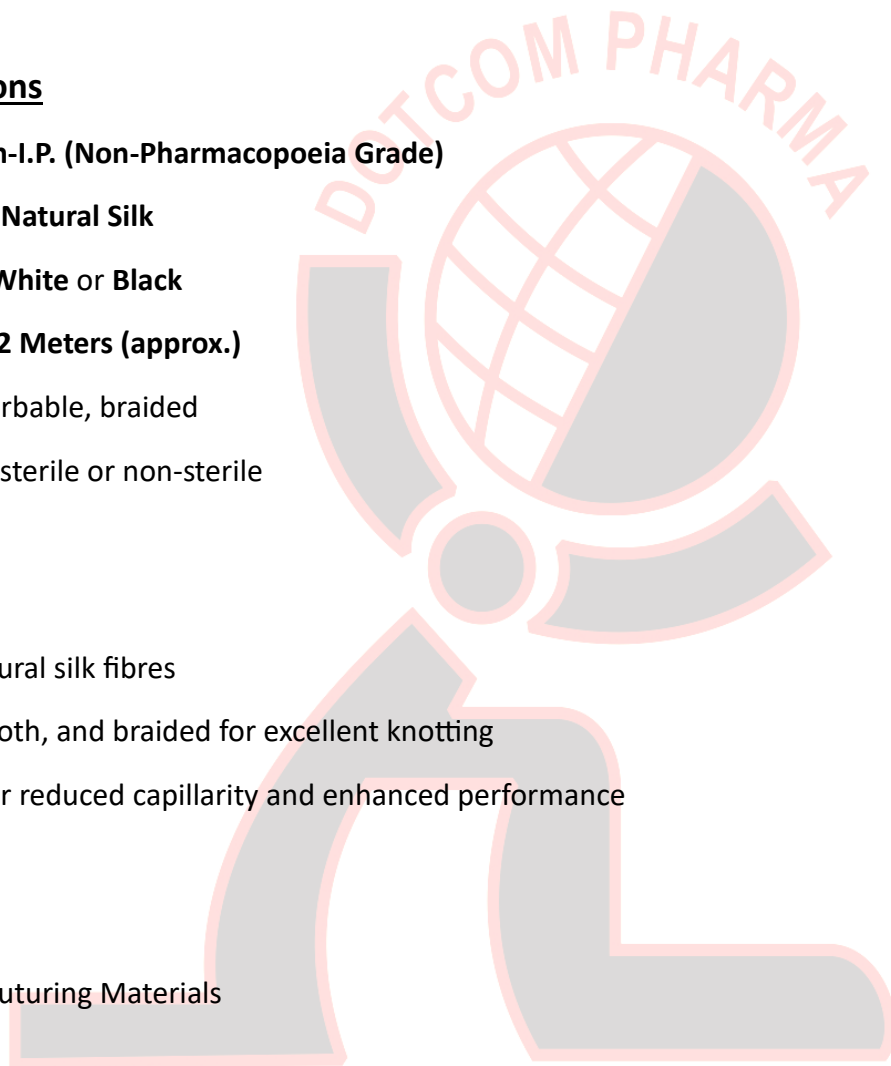 DOTCOM PHARMA
ons
n-I.P. (Non-Pharmacopoeia Grade)
Natural Silk
White or Black
2 Meters (approx.)
rbable, braided
sterile or non-sterile
ural silk fibres
oth, and braided for excellent knotting
r reduced capillarity and enhanced performance
uturing Materials